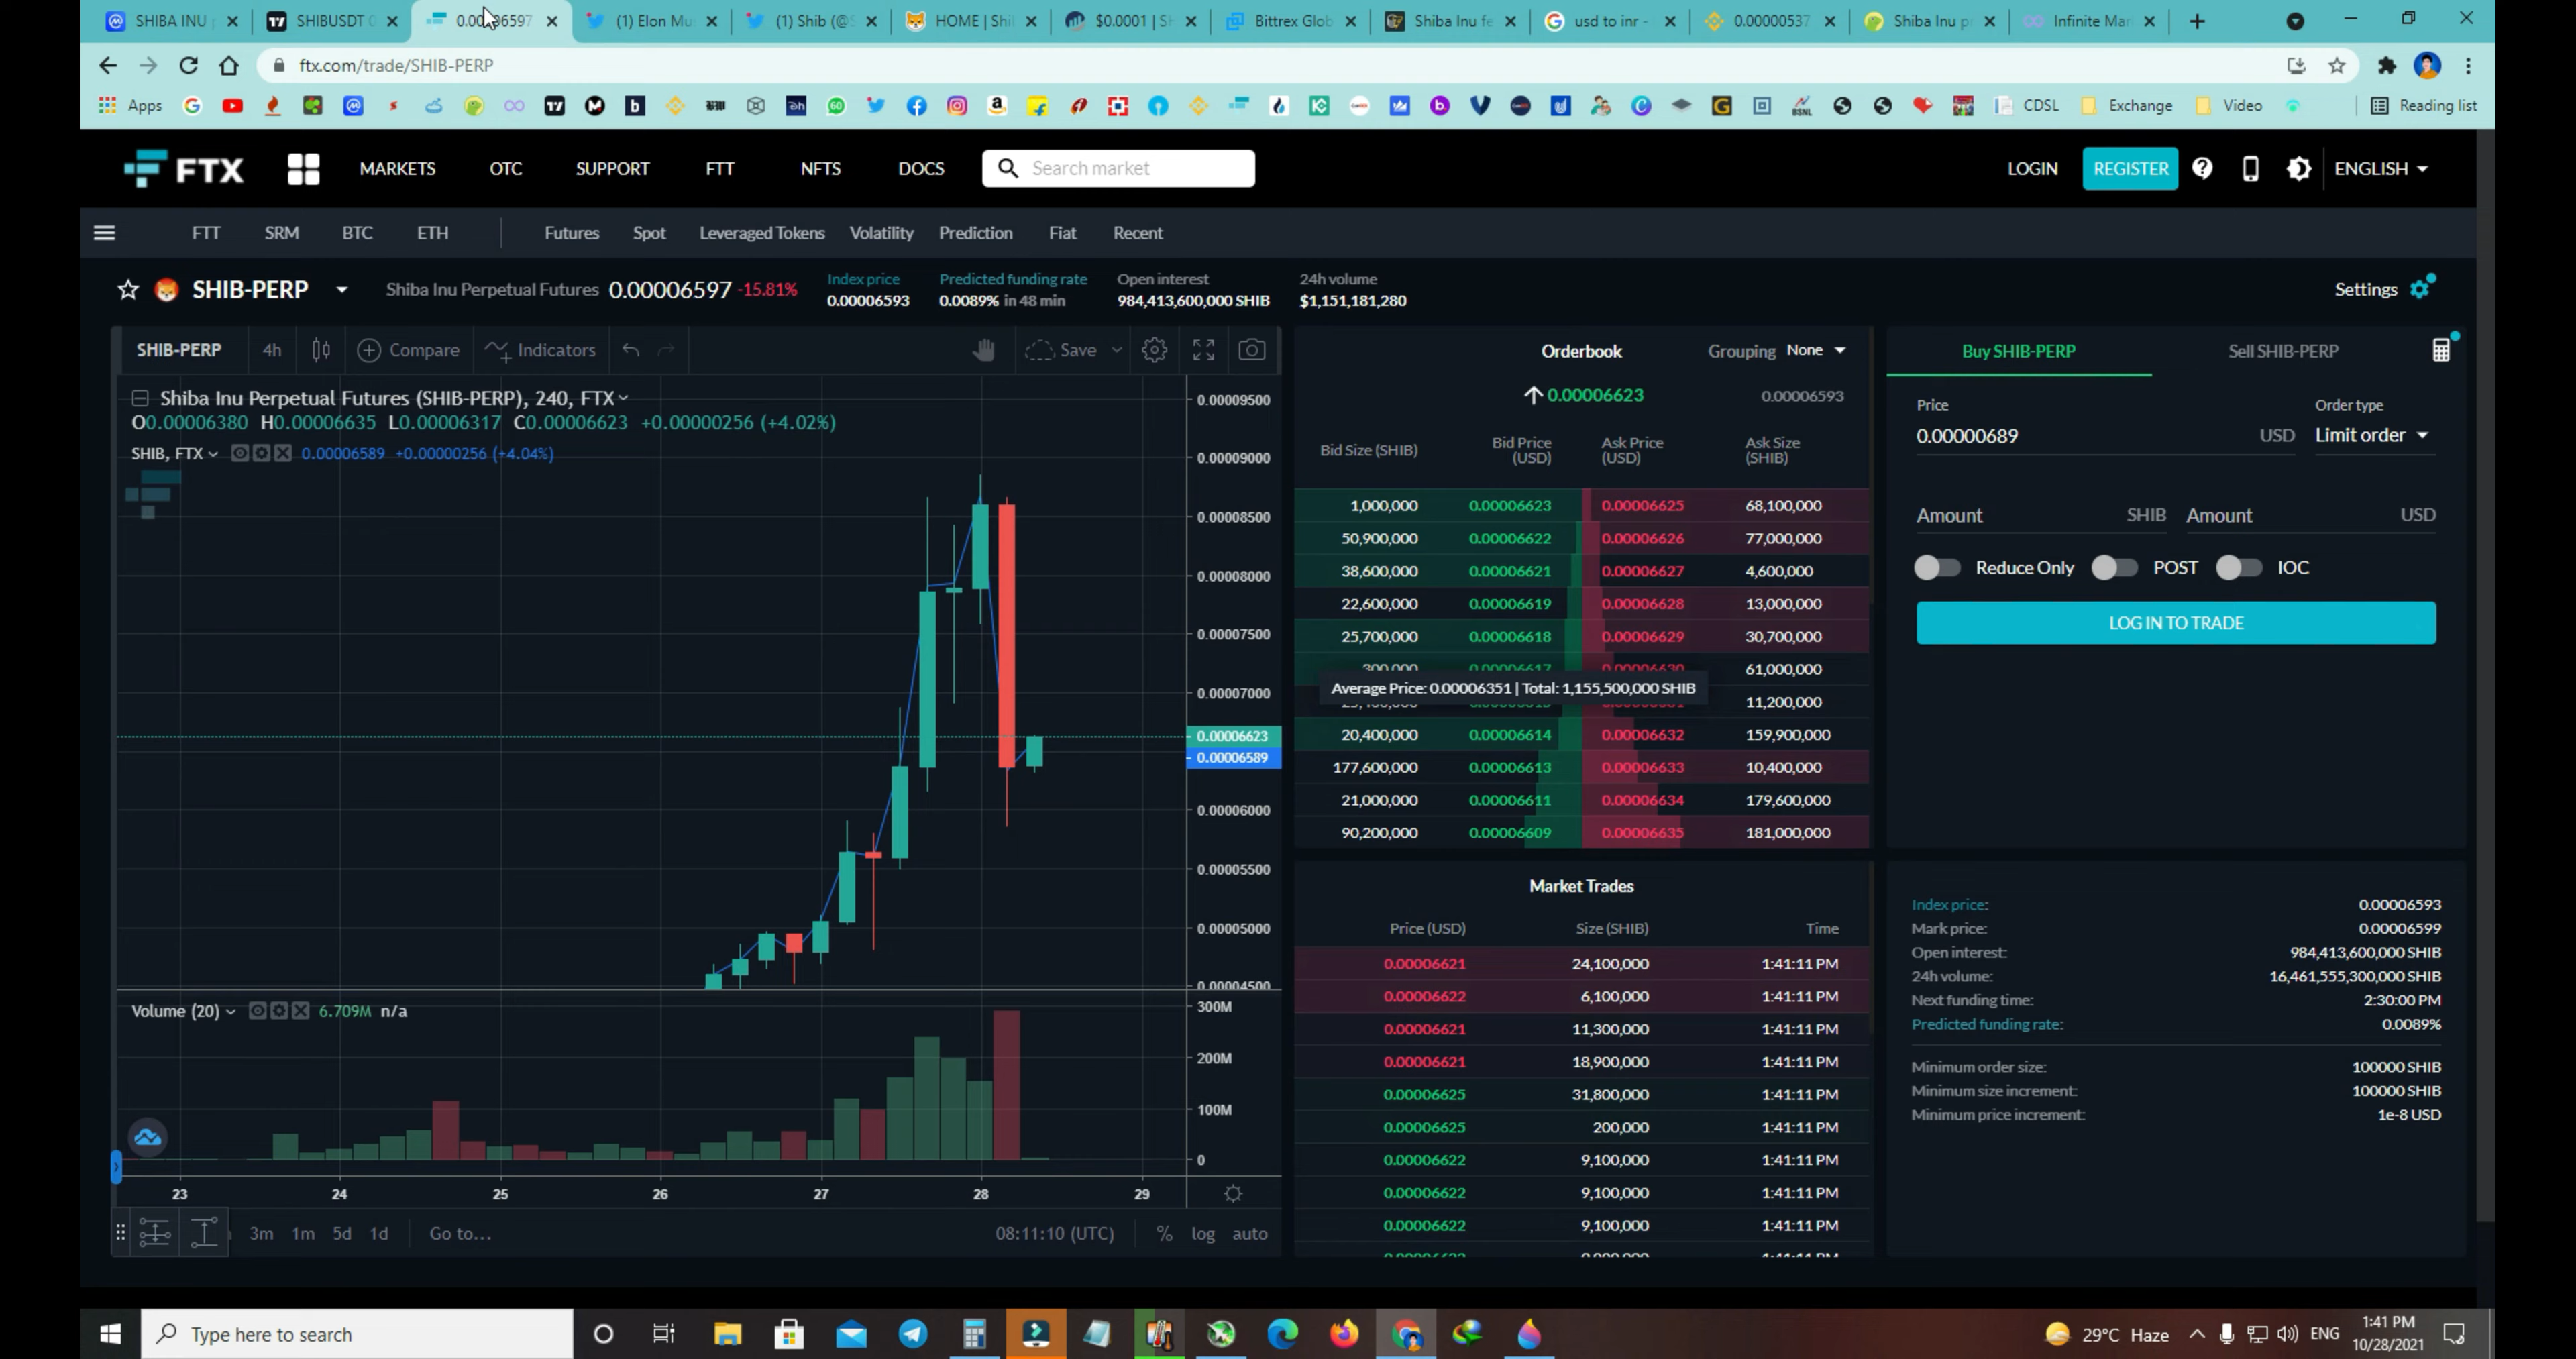 SHIBA INU p
SHIBUSDT 0
0.00006597
(1) Elon Mus
(1) Shib (@S
HOME | Shi
$0.0001 | SH
Bittrex Glob
Shiba Inu fe
usd to inr -
0.00000537
Shiba Inu p
Infinite Mar
ftx.com/trade/SHIB-PERP
Apps
CDSL
Exchange
Video
Reading list
FTX
MARKETS
OTC
SUPPORT
FTT
NFTS
DOCS
Search market
LOGIN
REGISTER
ENGLISH
FTT
SRM
BTC
ETH
Futures
Spot
Leveraged Tokens
Volatility
Prediction
Fiat
Recent
SHIB-PERP
Shiba Inu Perpetual Futures 0.00006597 -15.81%
Index price
0.00006593
Predicted funding rate
0.0089% in 48 min
Open interest
984,413,600,000 SHIB
24h volume
$1,151,181,280
Settings
SHIB-PERP
4h
Compare
Indicators
Save
Shiba Inu Perpetual Futures (SHIB-PERP), 240, FTX
O0.00006380 H0.00006635 L0.00006317 C0.00006623 +0.00000256 (+4.02%)
SHIB, FTX 0.00006589 +0.00000256 (+4.04%)
0.00009500
0.00009000
0.00008500
0.00008000
0.00007500
0.00007000
0.00006623
0.00006589
0.00006000
0.00005500
0.00005000
0.00004500
Volume (20) 6.709M n/a
300M
200M
100M
0
23 24 25 26 27 28 29
3m 1m 5d 1d Go to... 08:11:10 (UTC) % log auto
Orderbook
Grouping None
0.00006623
0.00006593
Bid Size (SHIB)
Bid Price (USD)
Ask Price (USD)
Ask Size (SHIB)
1,000,000 0.00006623 0.00006625 68,100,000
50,900,000 0.00006622 0.00006626 77,000,000
38,600,000 0.00006621 0.00006627 4,600,000
22,600,000 0.00006619 0.00006628 13,000,000
25,700,000 0.00006618 0.00006629 30,700,000
300,000 0.00006617 0.00006630 61,000,000
Average Price: 0.00006351 | Total: 1,155,500,000 SHIB
11,200,000
20,400,000 0.00006614 0.00006632 159,900,000
177,600,000 0.00006613 0.00006633 10,400,000
21,000,000 0.00006611 0.00006634 179,600,000
90,200,000 0.00006609 0.00006635 181,000,000
Market Trades
Price (USD) Size (SHIB) Time
0.00006621 24,100,000 1:41:11 PM
0.00006622 6,100,000 1:41:11 PM
0.00006621 11,300,000 1:41:11 PM
0.00006621 18,900,000 1:41:11 PM
0.00006625 31,800,000 1:41:11 PM
0.00006625 200,000 1:41:11 PM
0.00006622 9,100,000 1:41:11 PM
0.00006622 9,100,000 1:41:11 PM
0.00006622 9,100,000 1:41:11 PM
Buy SHIB-PERP
Sell SHIB-PERP
Price
Order type
0.00000689 USD
Limit order
Amount SHIB
Amount USD
Reduce Only
POST
IOC
LOG IN TO TRADE
Index price: 0.00006593
Mark price: 0.00006599
Open interest: 984,413,600,000 SHIB
24h volume: 16,461,555,300,000 SHIB
Next funding time: 2:30:00 PM
Predicted funding rate: 0.0089%
Minimum order size: 100000 SHIB
Minimum size increment: 100000 SHIB
Minimum price increment: 1e-8 USD
Type here to search
29°C Haze
ENG
1:41 PM
10/28/2021